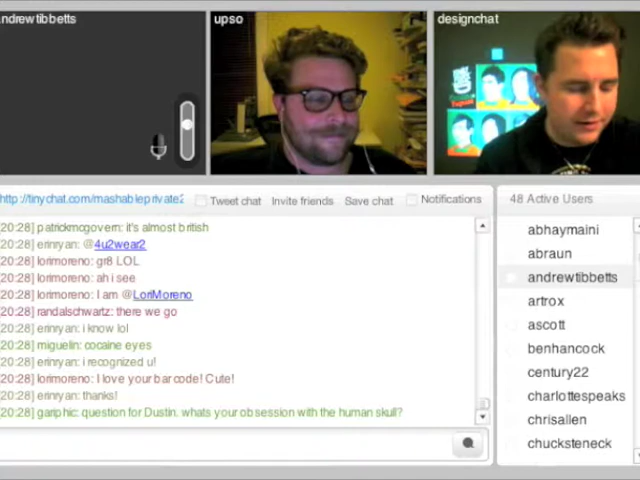 andrewtibbetts
upso
designchat
http://tinychat.com/mashableprivate2
Tweet chat
Invite friends
Save chat
Notifications
48 Active Users
[20:28] patrickmcgovern: it's almost british
[20:28] erinryan: @4u2wear2
[20:28] lorimoreno: gr8 LOL
[20:28] lorimoreno: ah i see
[20:28] lorimoreno: I am @LoriMoreno
[20:28] randalschwartz: there we go
[20:28] erinryan: i know lol
[20:28] miguelin: cocaine eyes
[20:28] erinryan: i recognized u!
[20:28] lorimoreno: I love your bar code! Cute!
[20:28] erinryan: thanks!
[20:28] gariphic: question for Dustin. whats your obsession with the human skull?
abhaymaini
abraun
andrewtibbetts
artrox
ascott
benhancock
century22
charlottespeaks
chrisallen
chucksteneck